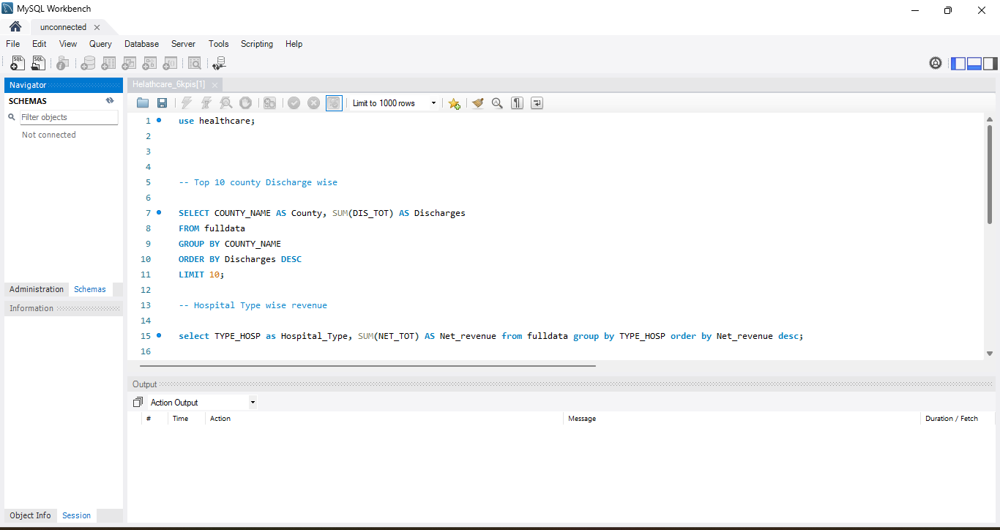 MySQL Workbench
unconnected
File Edit View Query Database Server Tools Scripting Help
Navigator
SCHEMAS
Filter objects
Not connected
Administration Schemas
Information
Object Info Session
Helathcare_6kpis[1]
Limit to 1000 rows
1 use healthcare;
2
3
4
5 -- Top 10 county Discharge wise
6
7 SELECT COUNTY_NAME AS County, SUM(DIS_TOT) AS Discharges
8 FROM fulldata
9 GROUP BY COUNTY_NAME
10 ORDER BY Discharges DESC
11 LIMIT 10;
12
13 -- Hospital Type wise revenue
14
15 select TYPE_HOSP as Hospital_Type, SUM(NET_TOT) AS Net_revenue from fulldata group by TYPE_HOSP order by Net_revenue desc;
16
Output
Action Output
# Time Action Message Duration / Fetch